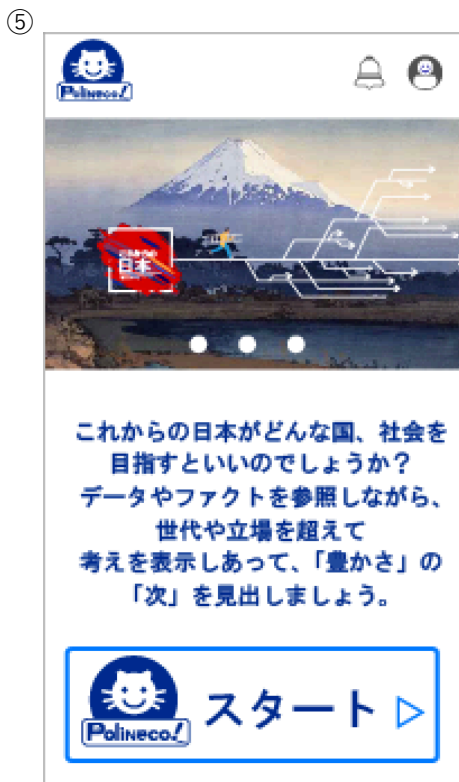 ⑤
PoliNeco!
日本
これからの日本がどんな国、社会を
目指すといいのでしょうか?
データやファクトを参照しながら、
世代や立場を超えて
考えを表示しあって、「豊かさ」の
「次」を見出しましょう。
PoliNeco!
スタート ▷